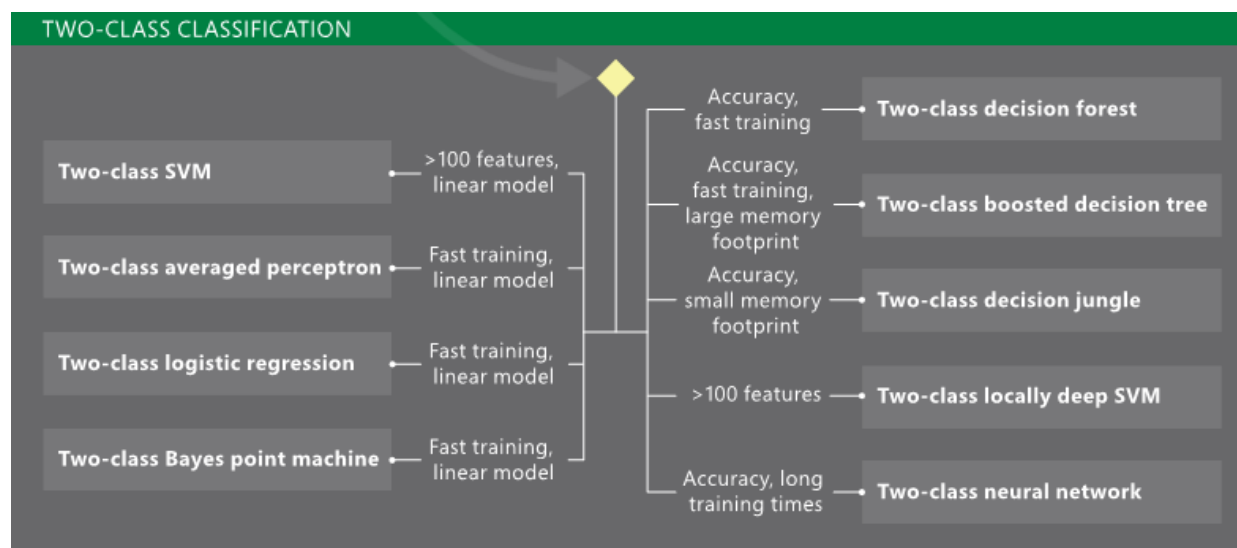 TWO-CLASS CLASSIFICATION
Two-class SVM
>100 features,
linear model
Two-class averaged perceptron
Fast training,
linear model
Two-class logistic regression
Fast training,
linear model
Two-class Bayes point machine
Fast training,
linear model
Accuracy,
fast training
Two-class decision forest
Accuracy,
fast training,
large memory
footprint
Two-class boosted decision tree
Accuracy,
small memory
footprint
Two-class decision jungle
>100 features
Two-class locally deep SVM
Accuracy, long
training times
Two-class neural network